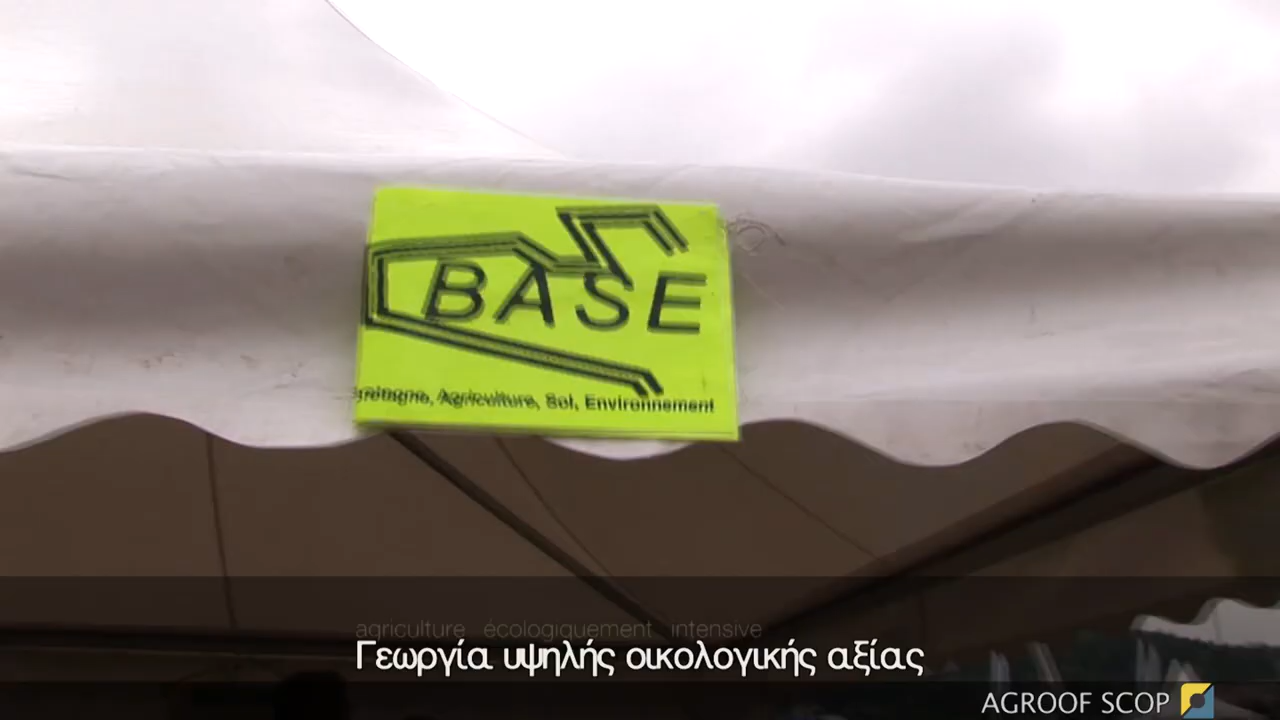 BASE
Bretagne, Agriculture, Sol, Environnement
agriculture écologiquement intensive
Γεωργία υψηλής οικολογικής αξίας
AGROOF SCOP